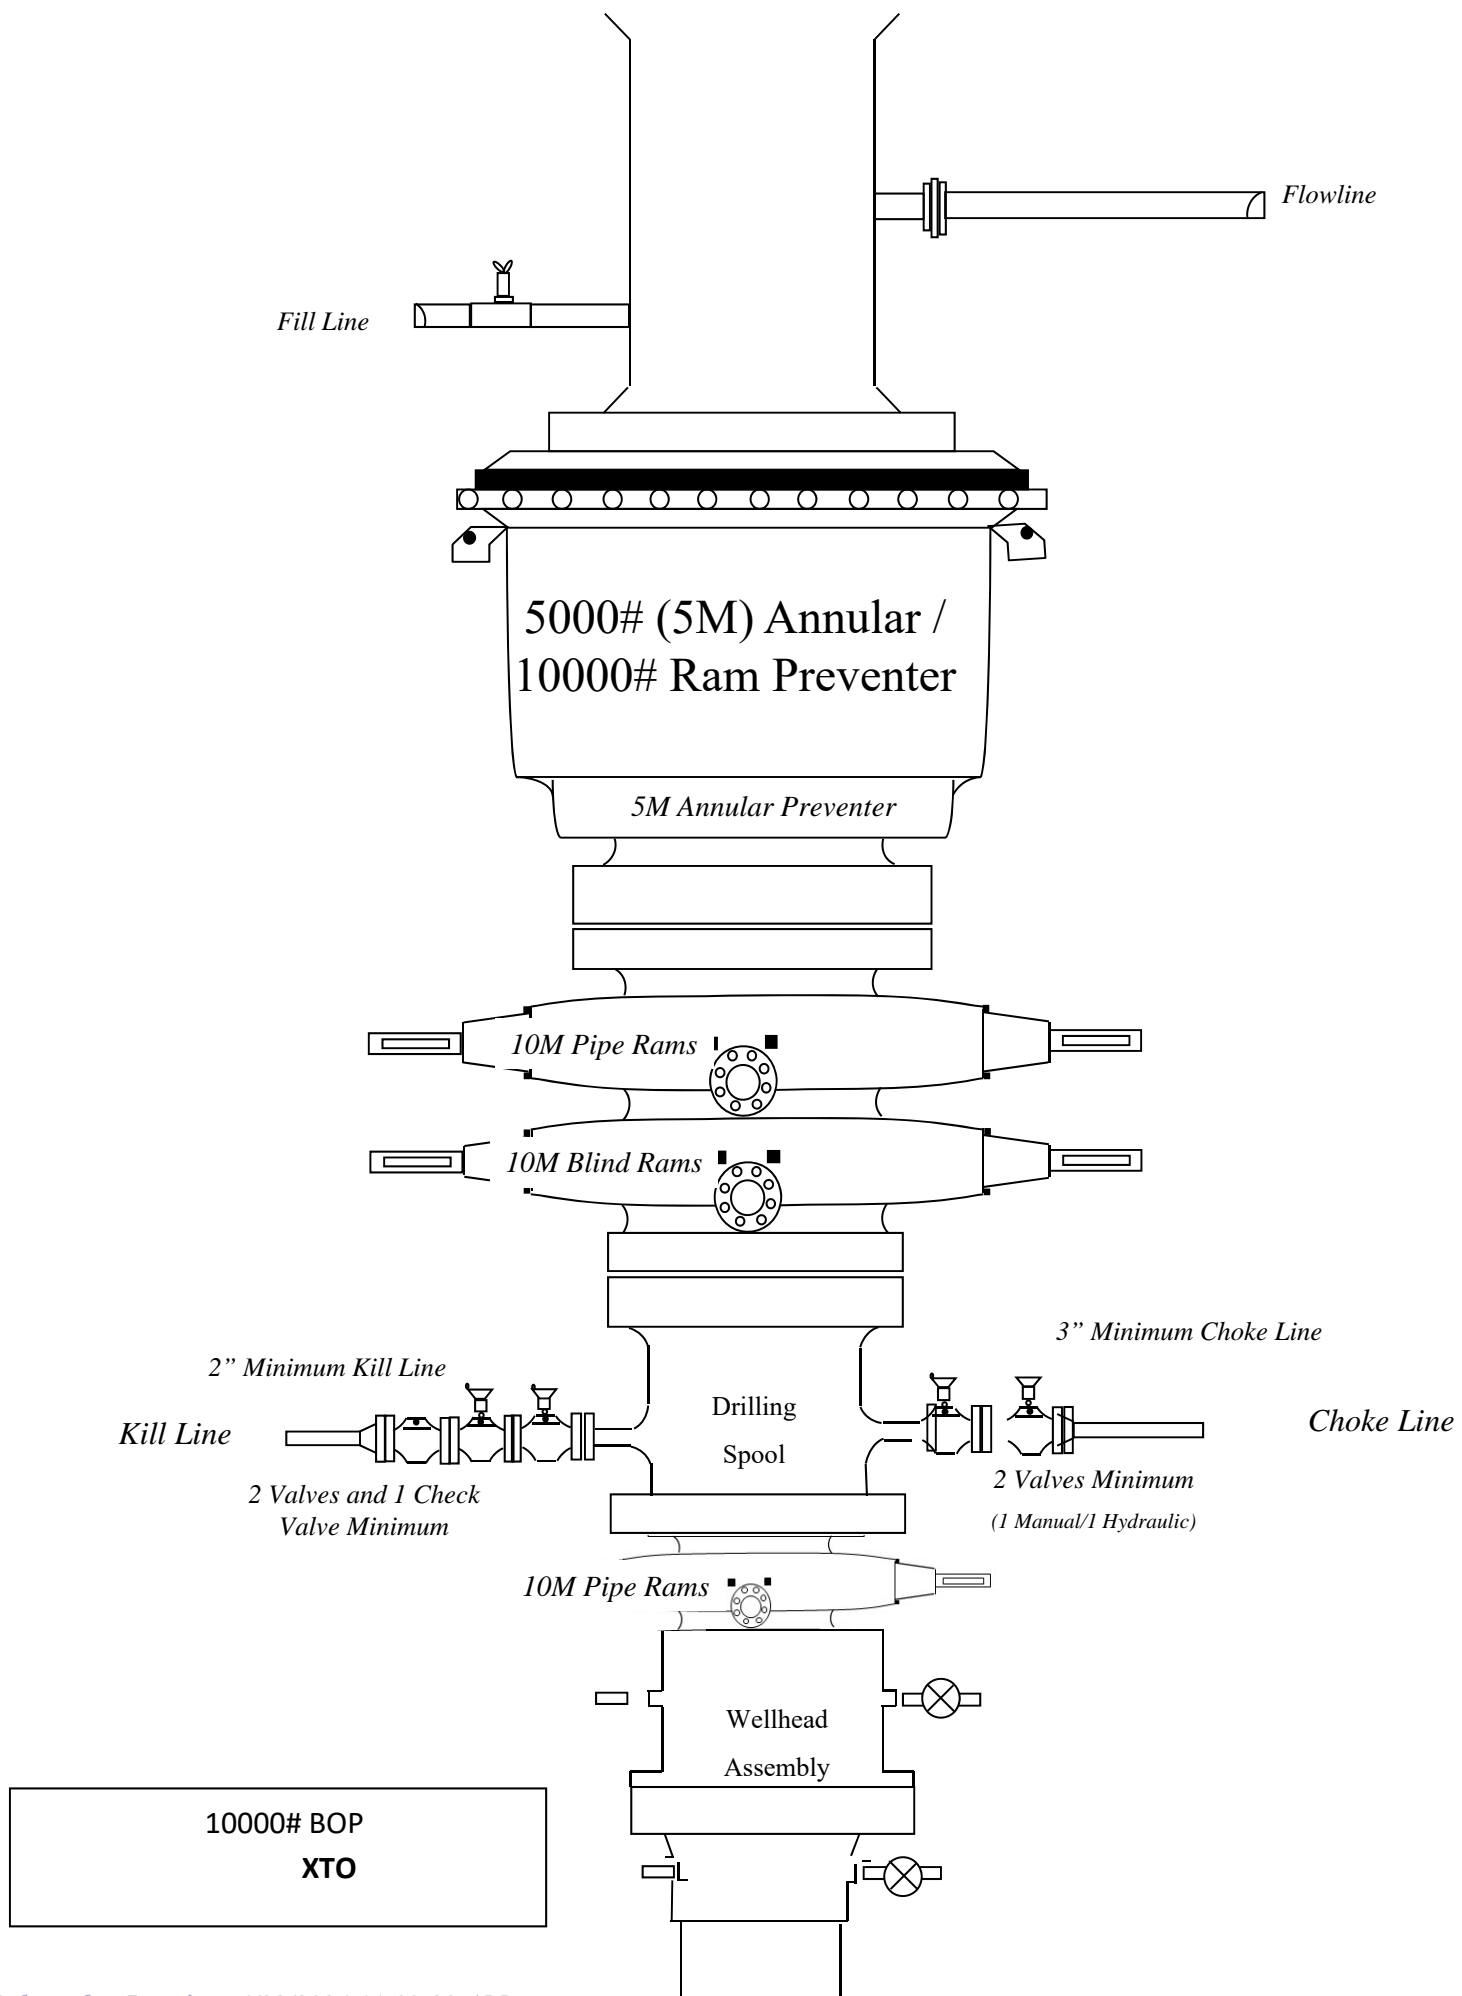 Flowline
Fill Line
5000# (5M) Annular /
10000# Ram Preventer
5M Annular Preventer
10M Pipe Rams
10M Blind Rams
3” Minimum Choke Line
2” Minimum Kill Line
Drilling
Spool
Kill Line
Choke Line
2 Valves and 1 Check
Valve Minimum
2 Valves Minimum
(1 Manual/1 Hydraulic)
10M Pipe Rams
Wellhead
Assembly
10000# BOP
XTO